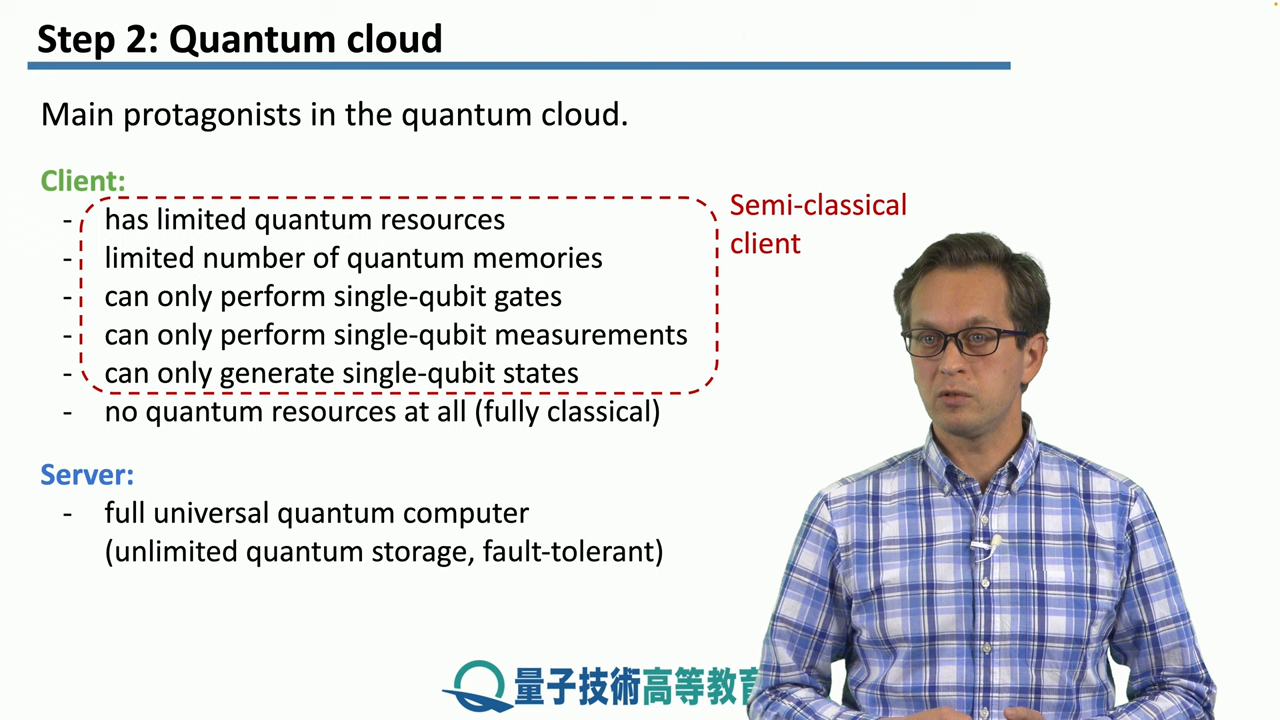 Step 2: Quantum cloud
Main protagonists in the quantum cloud.
Client:
- has limited quantum resources
- limited number of quantum memories
- can only perform single-qubit gates
- can only perform single-qubit measurements
- can only generate single-qubit states
- no quantum resources at all (fully classical)
Semi-classical
client
Server:
- full universal quantum computer
(unlimited quantum storage, fault-tolerant)
量子技術高等教育